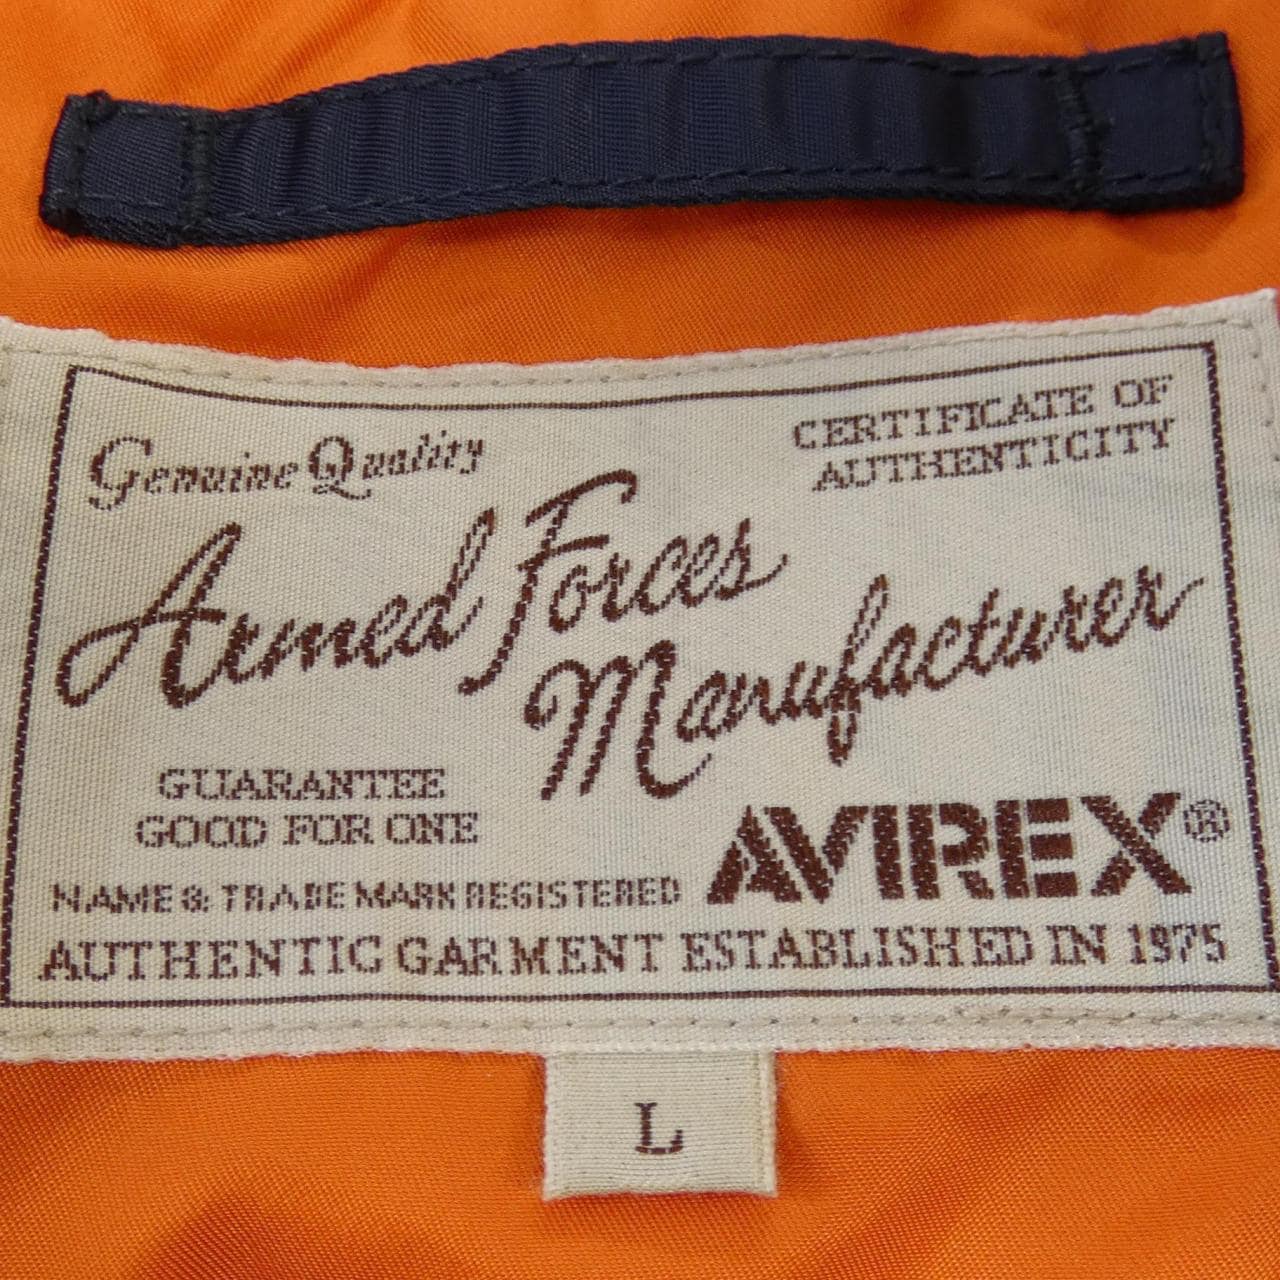 Genuine Quality
CERTIFICATE OF
AUTHENTICITY
Armed Forces
Manufacturer
GUARANTEE
GOOD FOR ONE
NAME & TRADE MARK REGISTERED
AVIREX®
AUTHENTIC GARMENT ESTABLISHED IN 1975
L